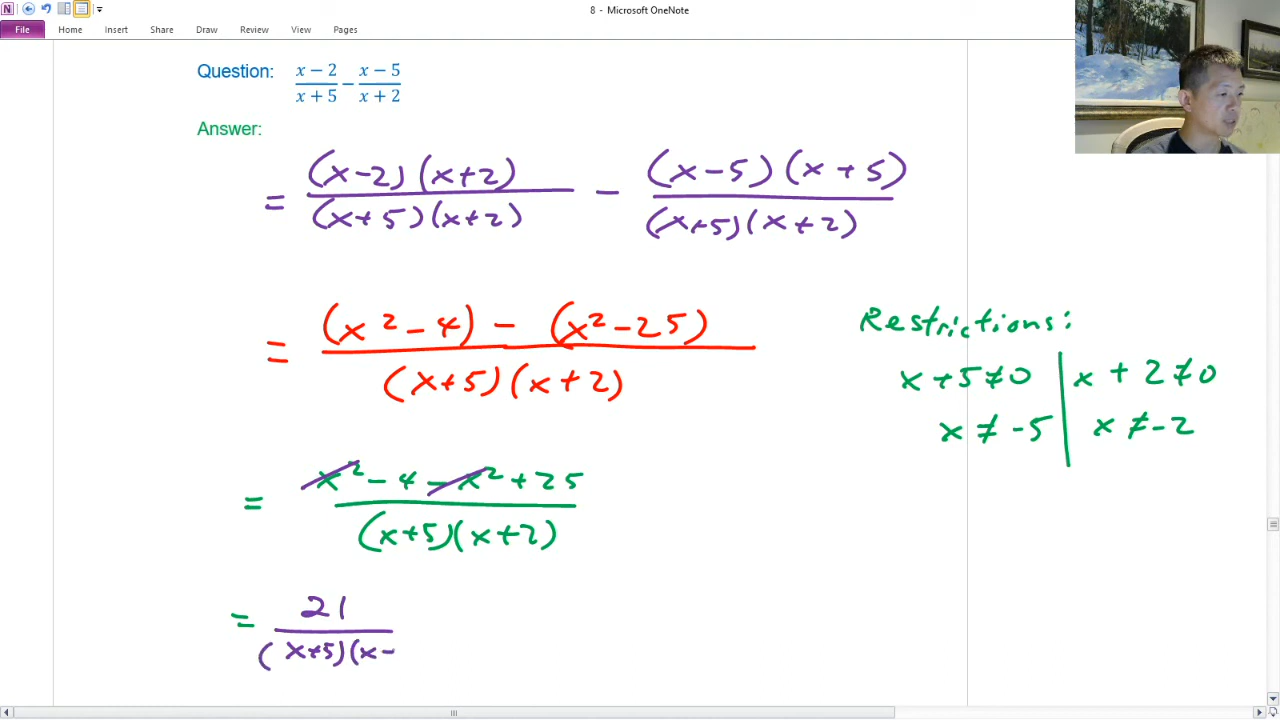 8 - Microsoft OneNote
File Home Insert Share Draw Review View Pages
Question: (x − 2)/(x + 5) − (x − 5)/(x + 2)
Answer:
= (x-2)(x+2)/(x+5)(x+2) - (x-5)(x+5)/(x+5)(x+2)
= (x²-4) - (x²-25)/(x+5)(x+2)
Restrictions:
x+5≠0 | x+2≠0
x≠-5 | x≠-2
= x²-4-x²+25/(x+5)(x+2)
= 21/(x+5)(x-